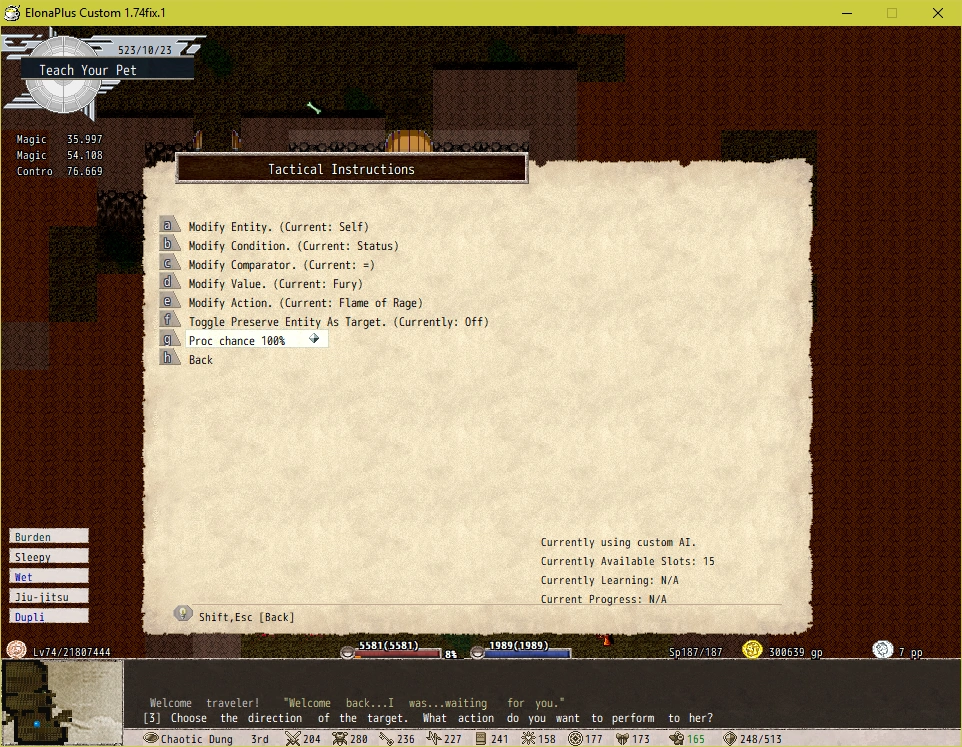 ElonaPlus Custom 1.74fix.1
523/10/23
Teach Your Pet
Magic 35.997
Magic 54.108
Contro 76.669
Tactical Instructions
a Modify Entity. (Current: Self)
b Modify Condition. (Current: Status)
c Modify Comparator. (Current: =)
d Modify Value. (Current: Fury)
e Modify Action. (Current: Flame of Rage)
f Toggle Preserve Entity As Target. (Currently: Off)
g Proc chance 100%
h Back
Currently using custom AI.
Currently Available Slots: 15
Currently Learning: N/A
Current Progress: N/A
Shift,Esc [Back]
Burden
Sleepy
Wet
Jiu-jitsu
Dupli
Lv74/21807444 5581(5581) 8% 1989(1989) Sp187/187 300639 gp 7 pp
Welcome traveler! "Welcome back...I was...waiting for you."
[3] Choose the direction of the target. What action do you want to perform to her?
Chaotic Dung 3rd 204 280 236 227 241 158 177 173 165 248/513